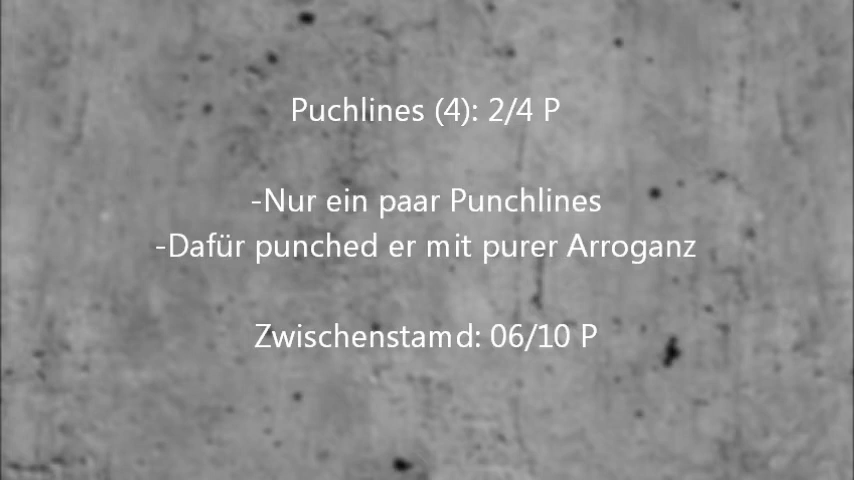 Puchlines (4): 2/4 P
-Nur ein paar Punchlines
-Dafür punched er mit purer Arroganz
Zwischenstamd: 06/10 P